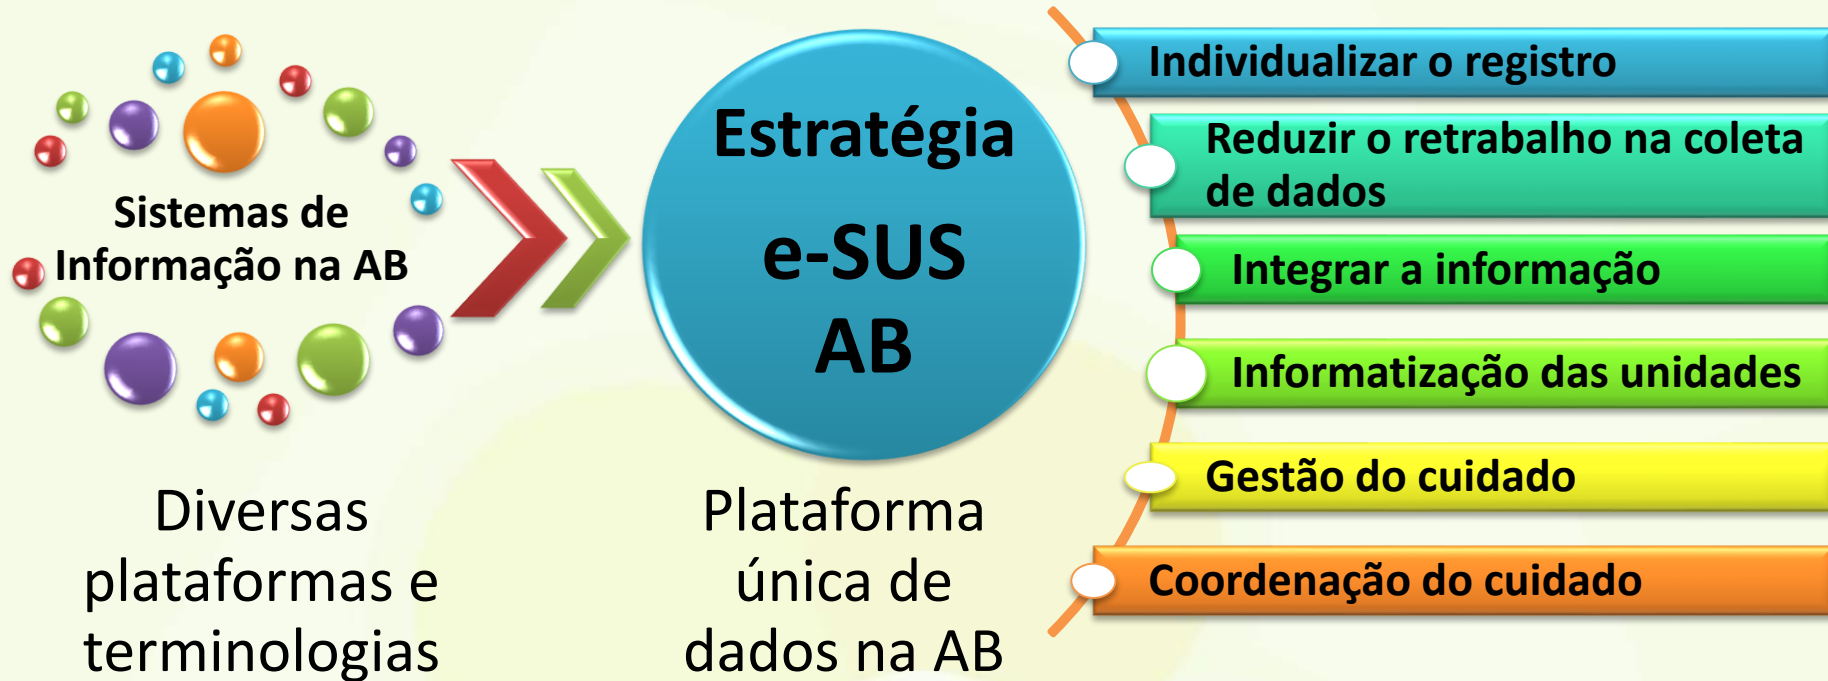 Sistemas de
Informação na AB
Diversas
plataformas e
terminologias
Estratégia
e-SUS
AB
Plataforma
única de
dados na AB
Individualizar o registro
Reduzir o retrabalho na coleta
de dados
Integrar a informação
Informatização das unidades
Gestão do cuidado
Coordenação do cuidado